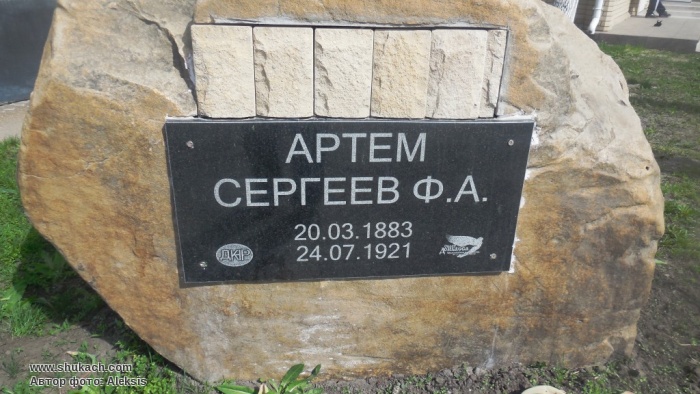 АРТЕМ
СЕРГЕЕВ Ф.А.
20.03.1883
24.07.1921
ДКР
www.shukach.com
Автор фото: Aleksis